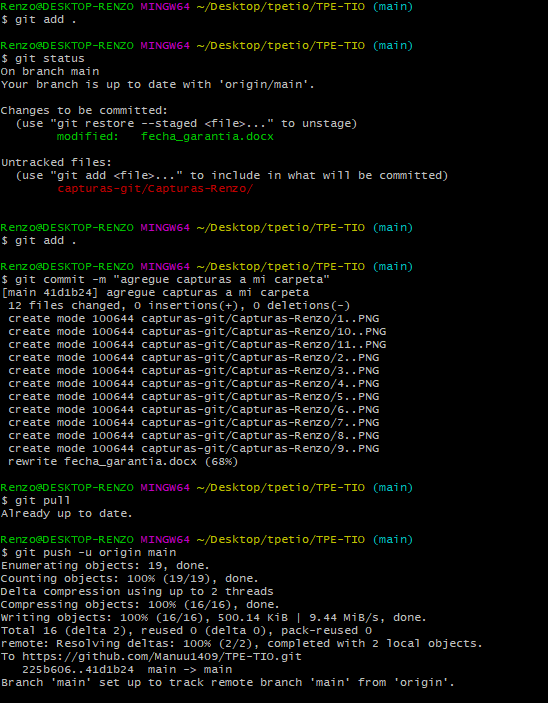 Renzo@DESKTOP-RENZO MINGW64 ~/Desktop/tpetio/TPE-TIO (main)
$ git add .
Renzo@DESKTOP-RENZO MINGW64 ~/Desktop/tpetio/TPE-TIO (main)
$ git status
On branch main
Your branch is up to date with 'origin/main'.
Changes to be committed:
(use "git restore --staged <file>..." to unstage)
modified: fecha_garantia.docx
Untracked files:
(use "git add <file>..." to include in what will be committed)
capturas-git/Capturas-Renzo/
Renzo@DESKTOP-RENZO MINGW64 ~/Desktop/tpetio/TPE-TIO (main)
$ git add .
Renzo@DESKTOP-RENZO MINGW64 ~/Desktop/tpetio/TPE-TIO (main)
$ git commit -m "agregue capturas a mi carpeta"
[main 41d1b24] agregue capturas a mi carpeta
12 files changed, 0 insertions(+), 0 deletions(-)
create mode 100644 capturas-git/Capturas-Renzo/1..PNG
create mode 100644 capturas-git/Capturas-Renzo/10..PNG
create mode 100644 capturas-git/Capturas-Renzo/11..PNG
create mode 100644 capturas-git/Capturas-Renzo/2..PNG
create mode 100644 capturas-git/Capturas-Renzo/3..PNG
create mode 100644 capturas-git/Capturas-Renzo/4..PNG
create mode 100644 capturas-git/Capturas-Renzo/5..PNG
create mode 100644 capturas-git/Capturas-Renzo/6..PNG
create mode 100644 capturas-git/Capturas-Renzo/7..PNG
create mode 100644 capturas-git/Capturas-Renzo/8..PNG
create mode 100644 capturas-git/Capturas-Renzo/9..PNG
rewrite fecha_garantia.docx (68%)
Renzo@DESKTOP-RENZO MINGW64 ~/Desktop/tpetio/TPE-TIO (main)
$ git pull
Already up to date.
Renzo@DESKTOP-RENZO MINGW64 ~/Desktop/tpetio/TPE-TIO (main)
$ git push -u origin main
Enumerating objects: 19, done.
Counting objects: 100% (19/19), done.
Delta compression using up to 2 threads
Compressing objects: 100% (16/16), done.
Writing objects: 100% (16/16), 500.14 KiB | 9.44 MiB/s, done.
Total 16 (delta 2), reused 0 (delta 0), pack-reused 0
remote: Resolving deltas: 100% (2/2), completed with 2 local objects.
To https://github.com/Manuu1409/TPE-TIO.git
225b606..41d1b24 main -> main
Branch 'main' set up to track remote branch 'main' from 'origin'.